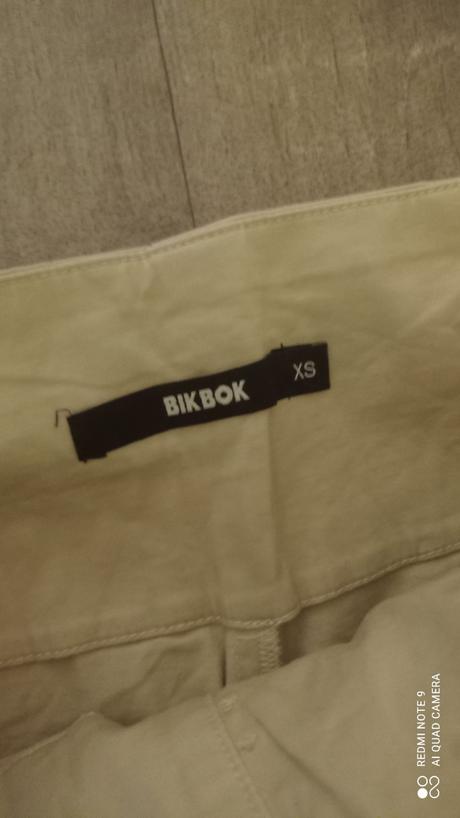 BIKBOK
XS
REDMI NOTE 9
AI QUAD CAMERA